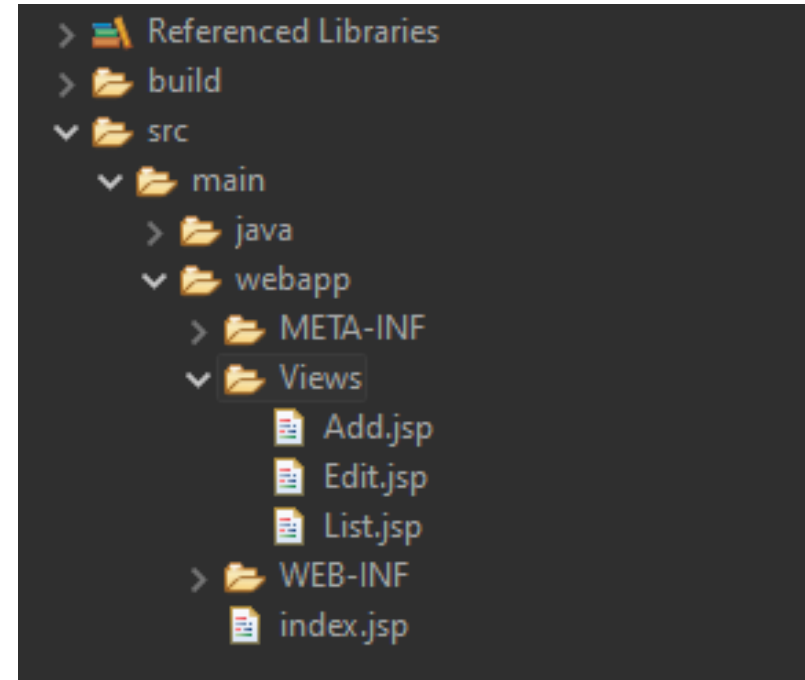 Referenced Libraries
build
src
main
java
webapp
META-INF
Views
Add.jsp
Edit.jsp
List.jsp
WEB-INF
index.jsp